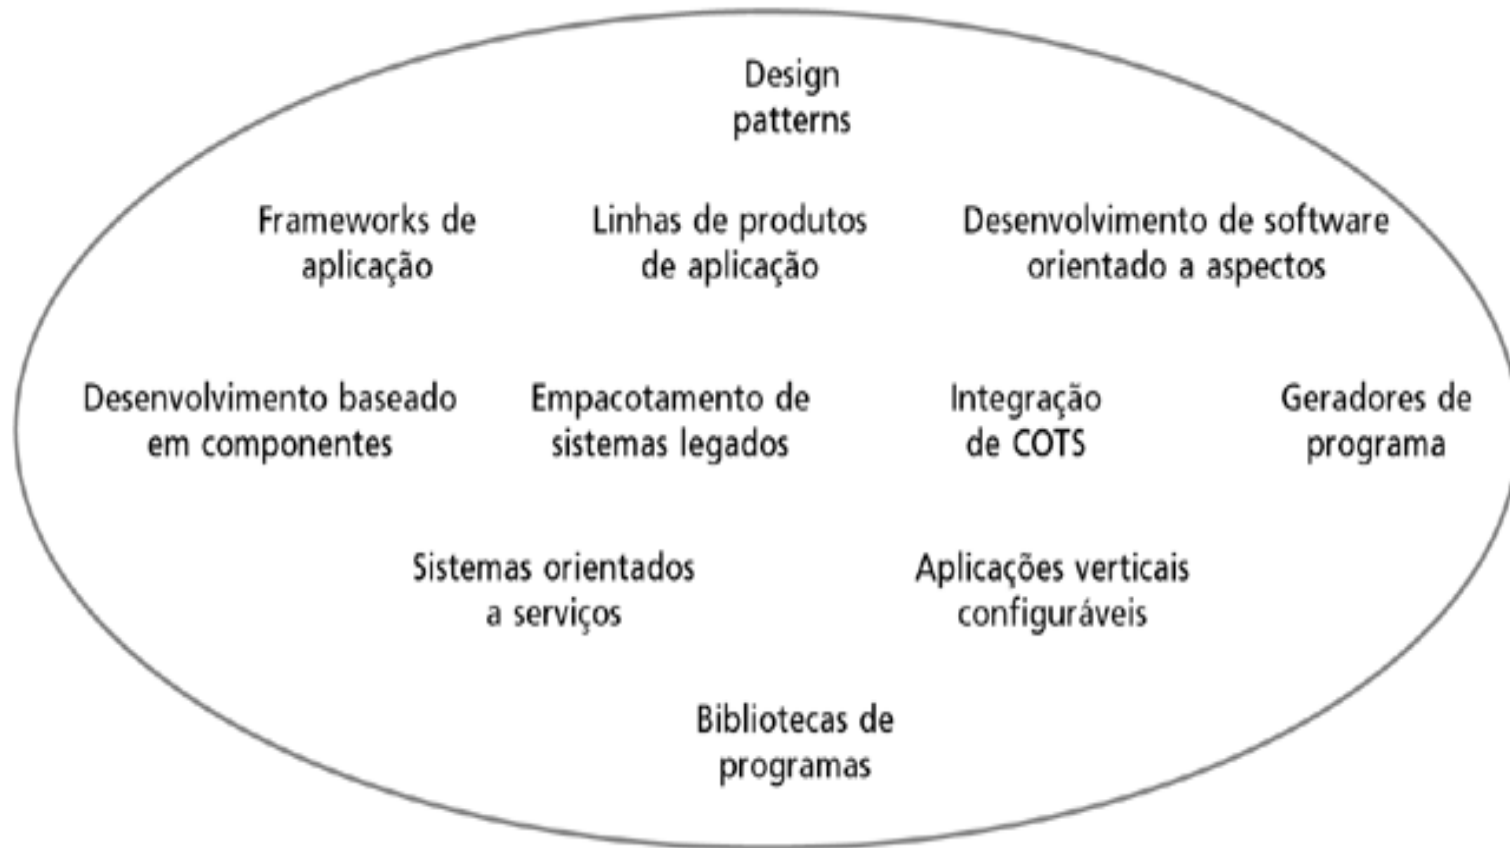 Design
patterns
Frameworks de
aplicação
Linhas de produtos
de aplicação
Desenvolvimento de software
orientado a aspectos
Desenvolvimento baseado
em componentes
Empacotamento de
sistemas legados
Integração
de COTS
Geradores de
programa
Sistemas orientados
a serviços
Aplicações verticais
configuráveis
Bibliotecas de
programas